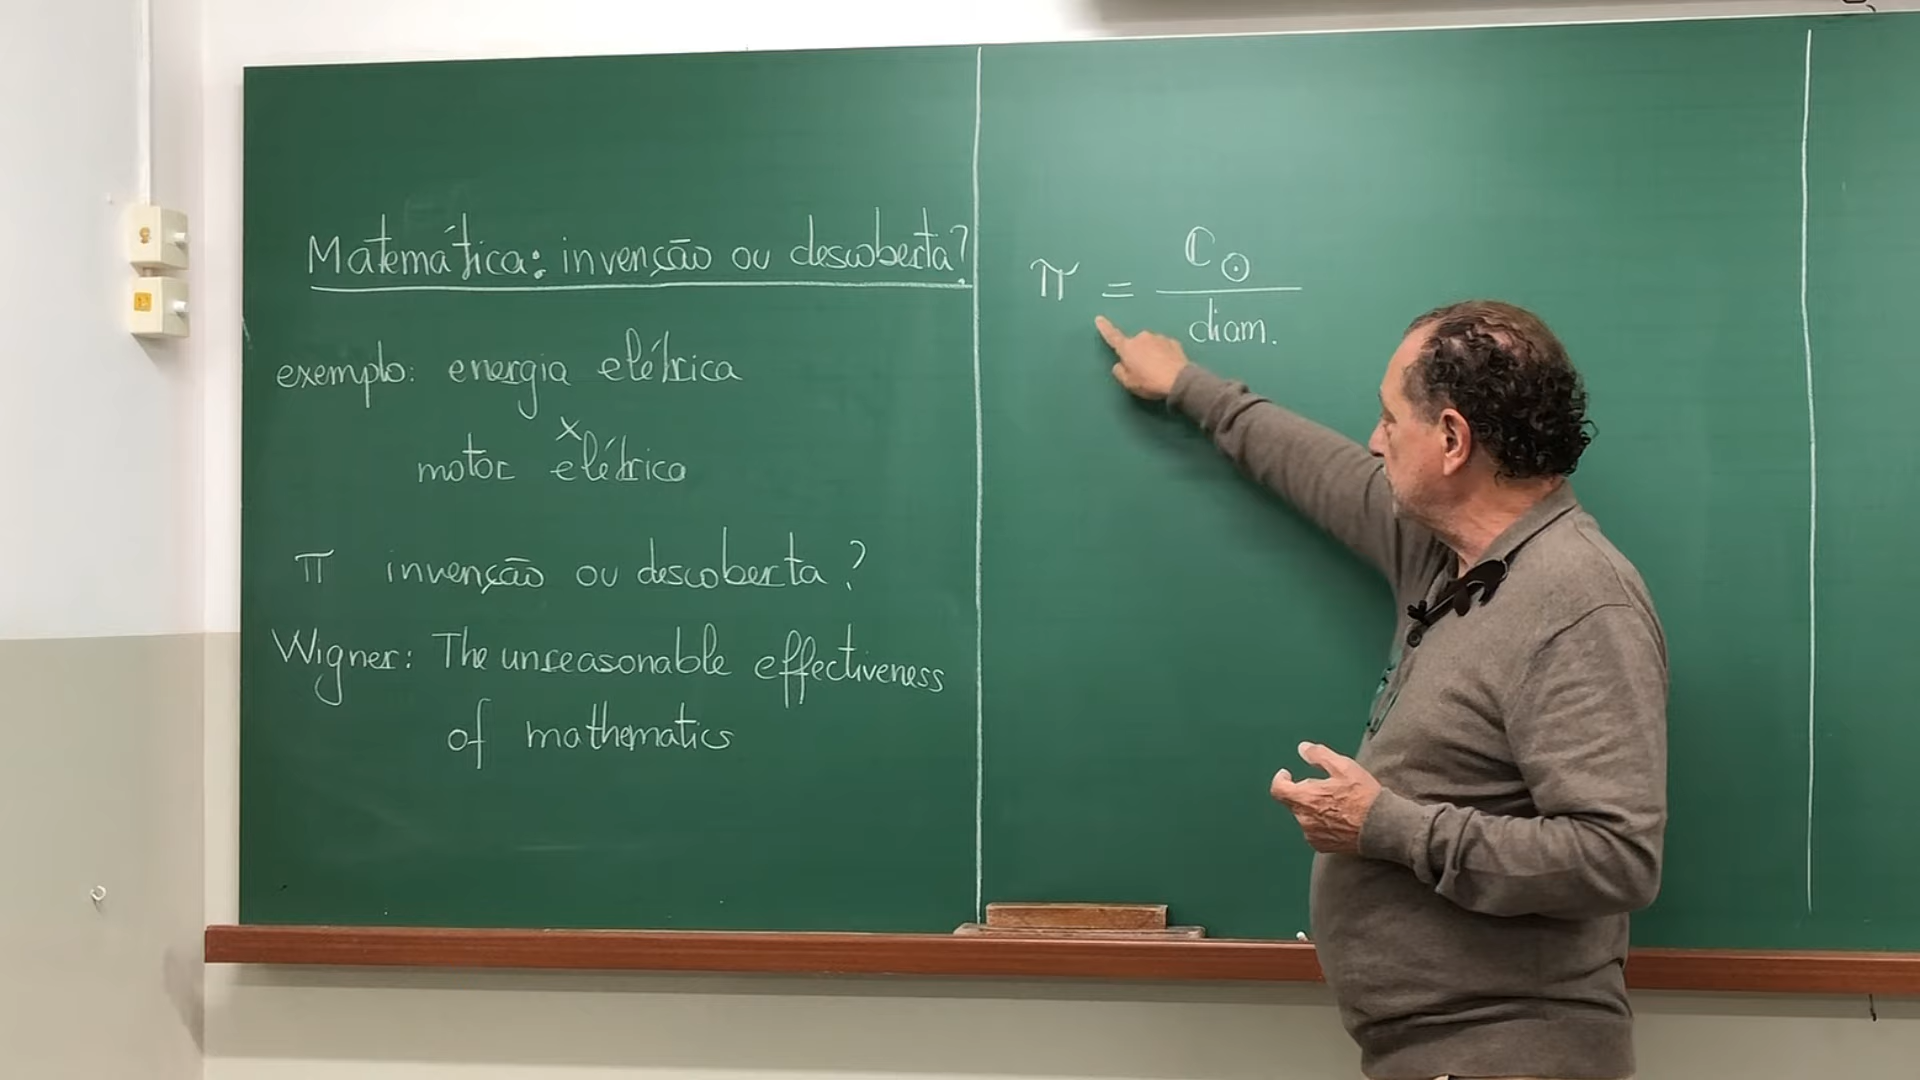 Matemática: invenção ou descoberta?
exemplo: energia elétrica
x
motor elétrico
π invenção ou descoberta?
Wigner: The unreasonable effectiveness
of mathematics
π = C⊙
diam.